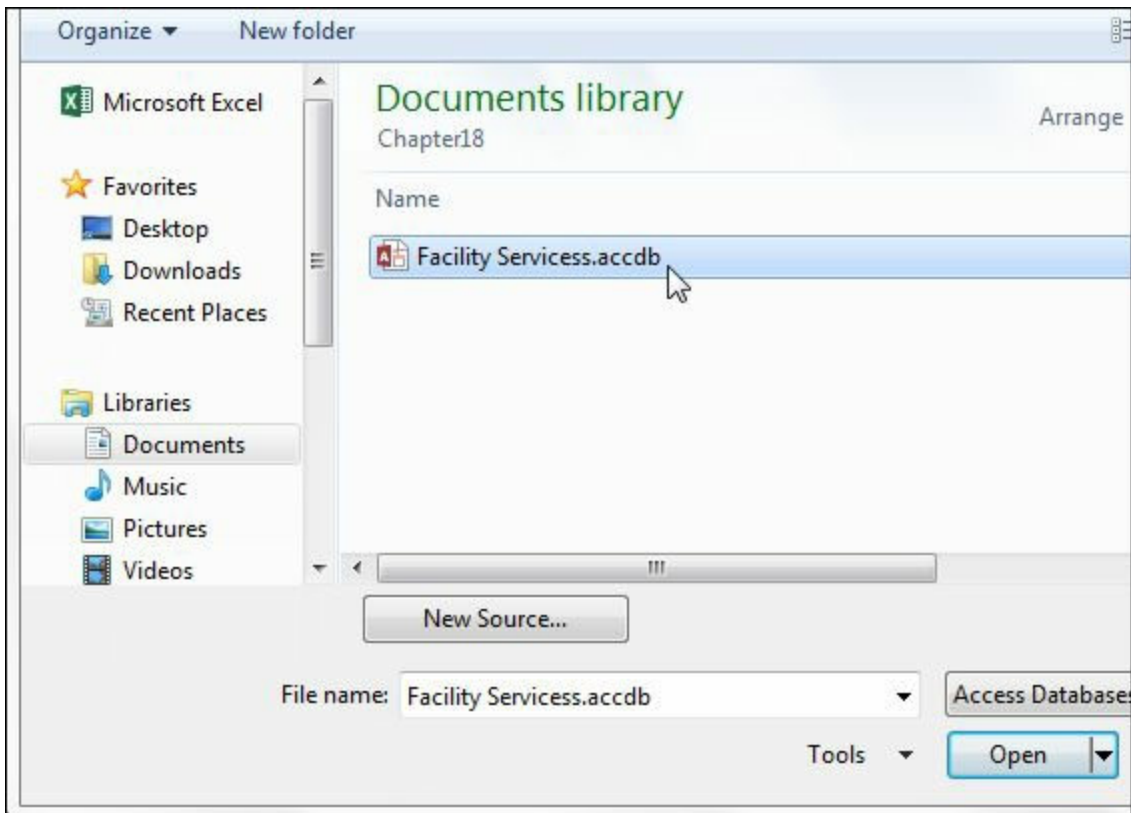 Organize New folder
Microsoft Excel
Favorites
Desktop
Downloads
Recent Places
Libraries
Documents
Music
Pictures
Videos
Documents library
Chapter18
Arrange
Name
Facility Servicess.accdb
New Source...
File name: Facility Servicess.accdb
Access Databases
Tools
Open